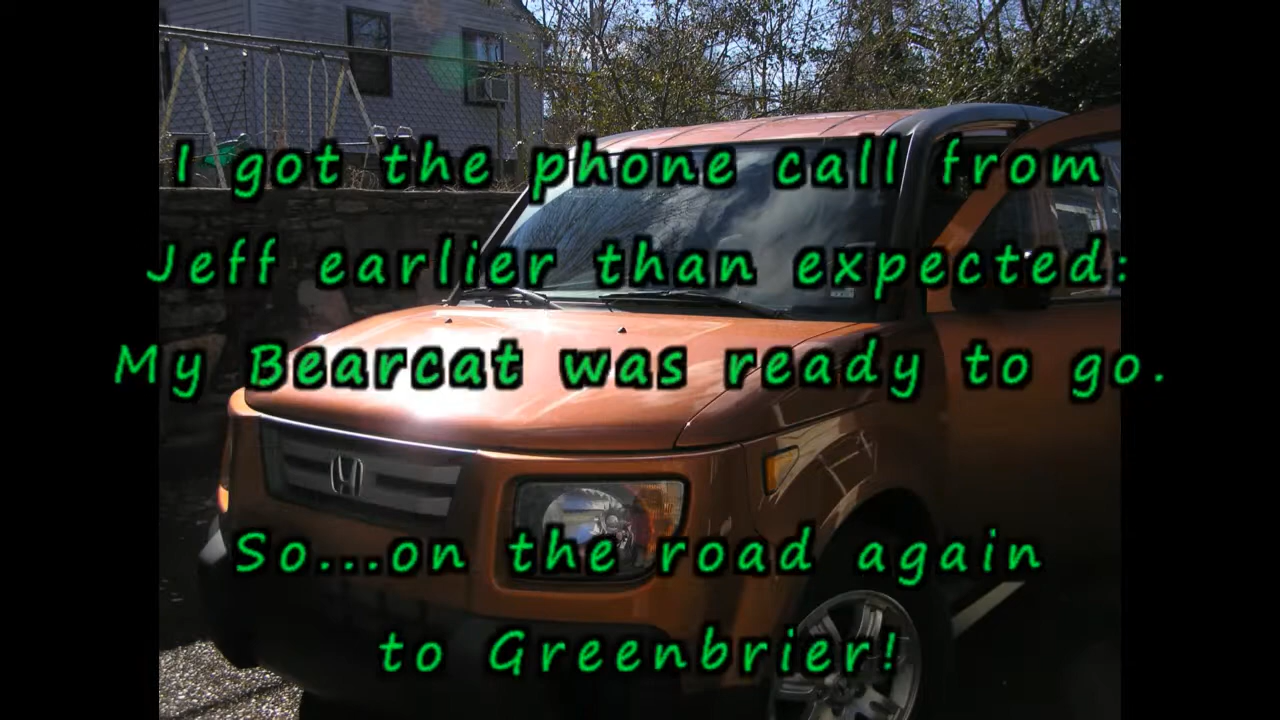 I got the phone call from
Jeff earlier than expected:
My Bearcat was ready to go.
So...on the road again
to Greenbrier!